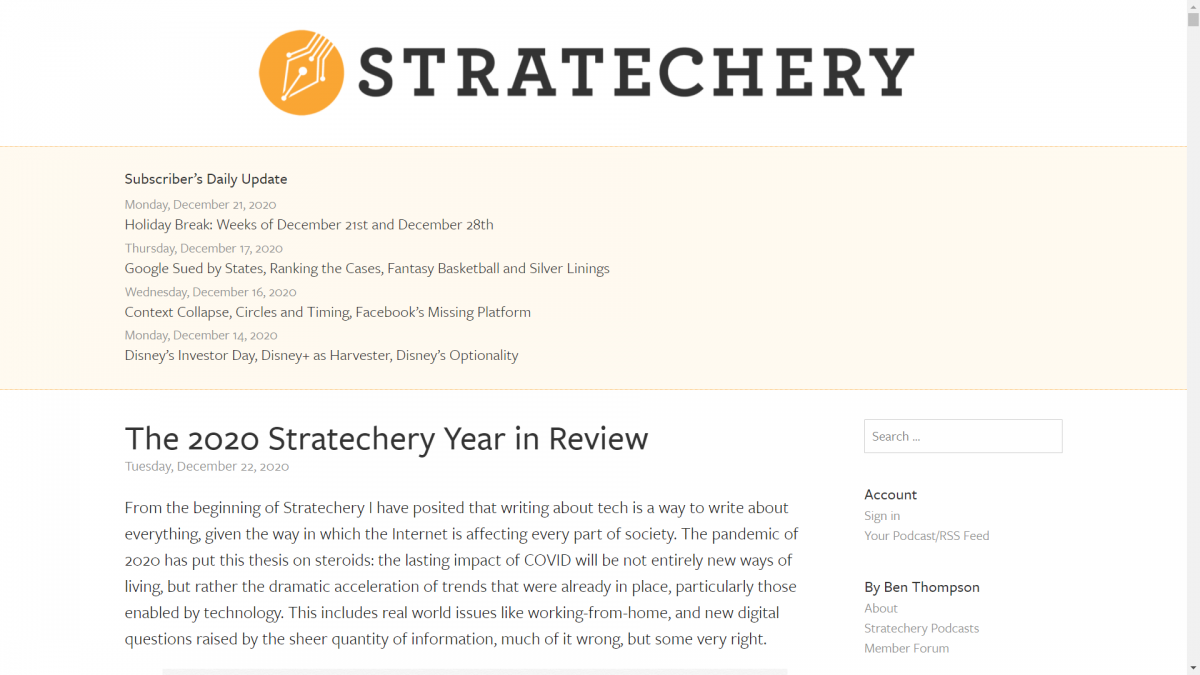 STRATECHERY
Subscriber’s Daily Update
Monday, December 21, 2020
Holiday Break: Weeks of December 21st and December 28th
Thursday, December 17, 2020
Google Sued by States, Ranking the Cases, Fantasy Basketball and Silver Linings
Wednesday, December 16, 2020
Context Collapse, Circles and Timing, Facebook’s Missing Platform
Monday, December 14, 2020
Disney’s Investor Day, Disney+ as Harvester, Disney’s Optionality
The 2020 Stratechery Year in Review
Tuesday, December 22, 2020
From the beginning of Stratechery I have posited that writing about tech is a way to write about
everything, given the way in which the Internet is affecting every part of society. The pandemic of
2020 has put this thesis on steroids: the lasting impact of COVID will be not entirely new ways of
living, but rather the dramatic acceleration of trends that were already in place, particularly those
enabled by technology. This includes real world issues like working-from-home, and new digital
questions raised by the sheer quantity of information, much of it wrong, but some very right.
Search …
Account
Sign in
Your Podcast/RSS Feed
By Ben Thompson
About
Stratechery Podcasts
Member Forum